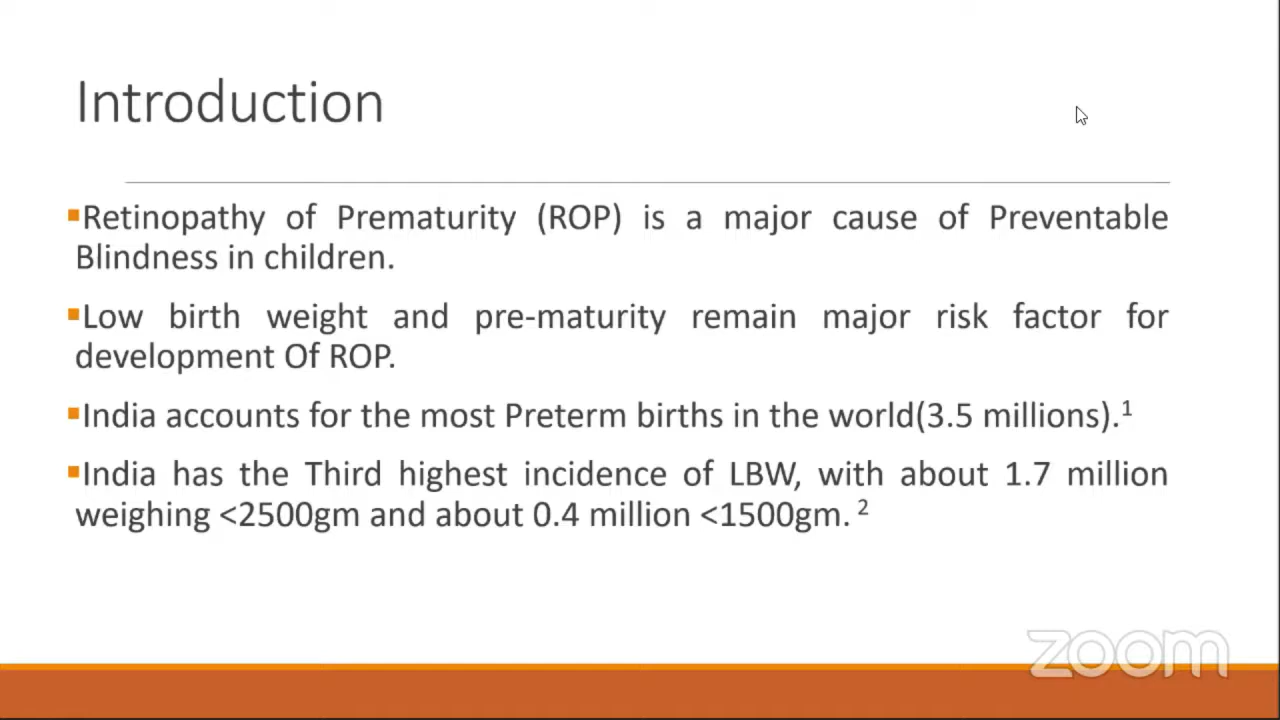 Introduction
▪Retinopathy of Prematurity (ROP) is a major cause of Preventable
Blindness in children.
▪Low birth weight and pre-maturity remain major risk factor for
development Of ROP.
▪India accounts for the most Preterm births in the world(3.5 millions).¹
▪India has the Third highest incidence of LBW, with about 1.7 million
weighing <2500gm and about 0.4 million <1500gm. ²
zoom